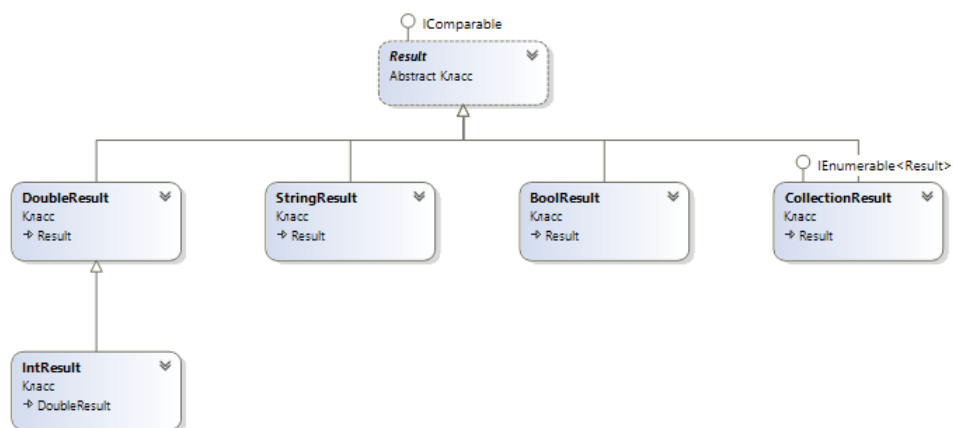 IComparable
Result
Abstract Класс
IEnumerable<Result>
DoubleResult
Класс
→ Result
StringResult
Класс
→ Result
BoolResult
Класс
→ Result
CollectionResult
Класс
→ Result
IntResult
Класс
→ DoubleResult